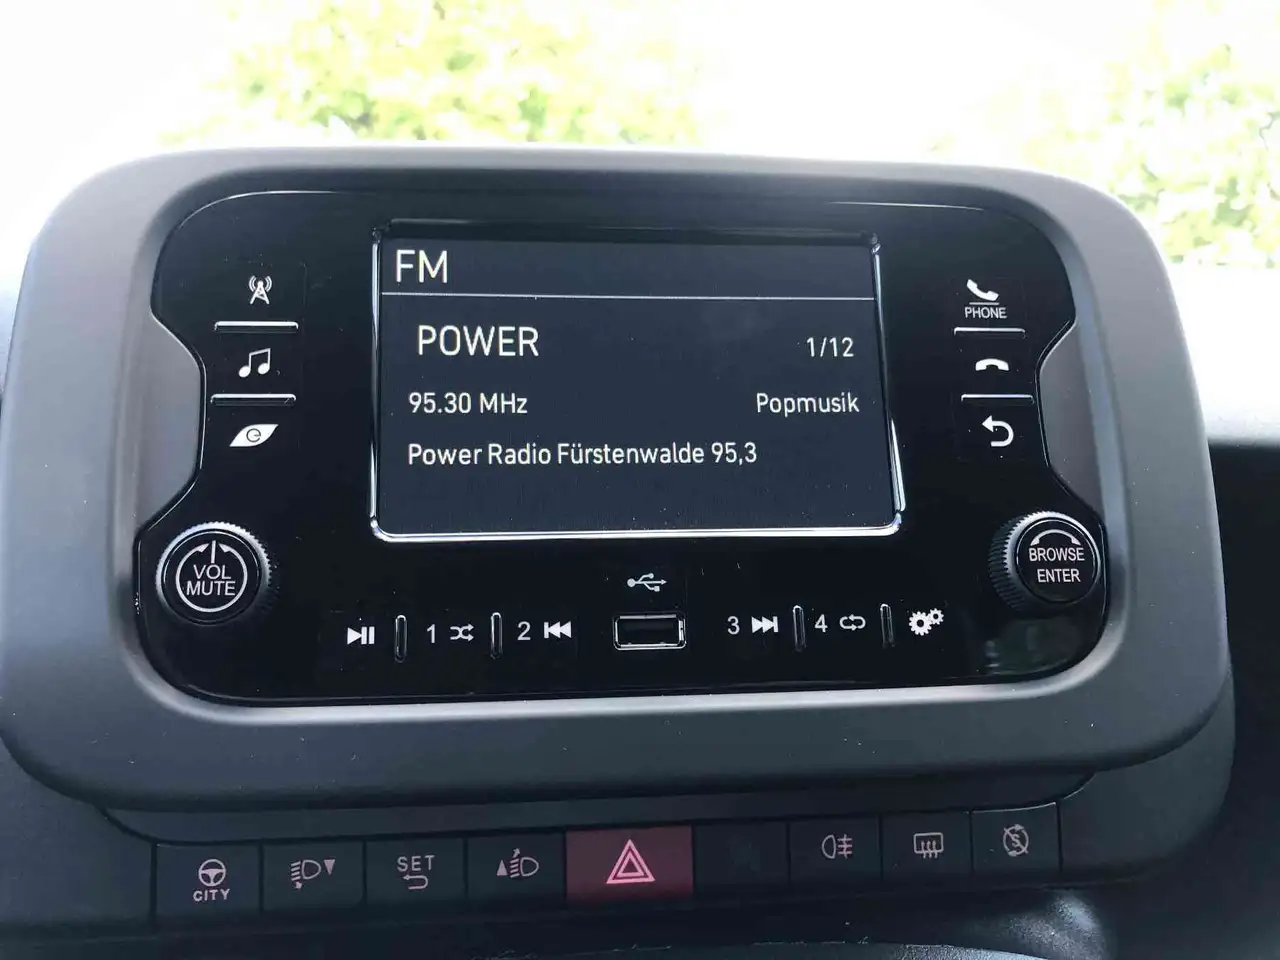 FM
POWER 1/12
95.30 MHz Popmusik
Power Radio Fürstenwalde 95,3
PHONE
VOL
MUTE
BROWSE
ENTER
1 2 3 4
CITY
SET